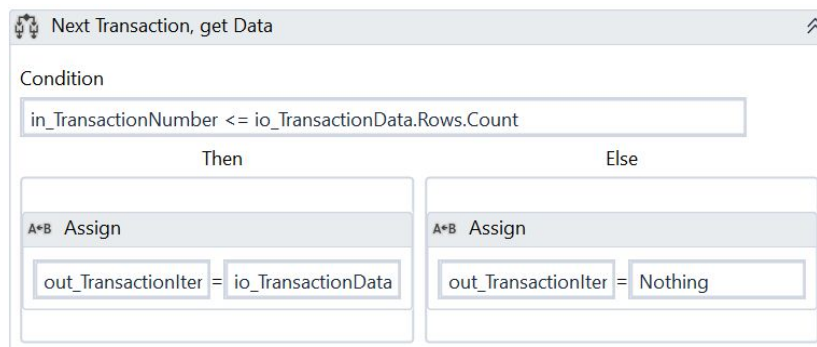 Next Transaction, get Data
Condition
in_TransactionNumber <= io_TransactionData.Rows.Count
Then Else
A←B Assign A←B Assign
out_TransactionIter = io_TransactionData out_TransactionIter = Nothing